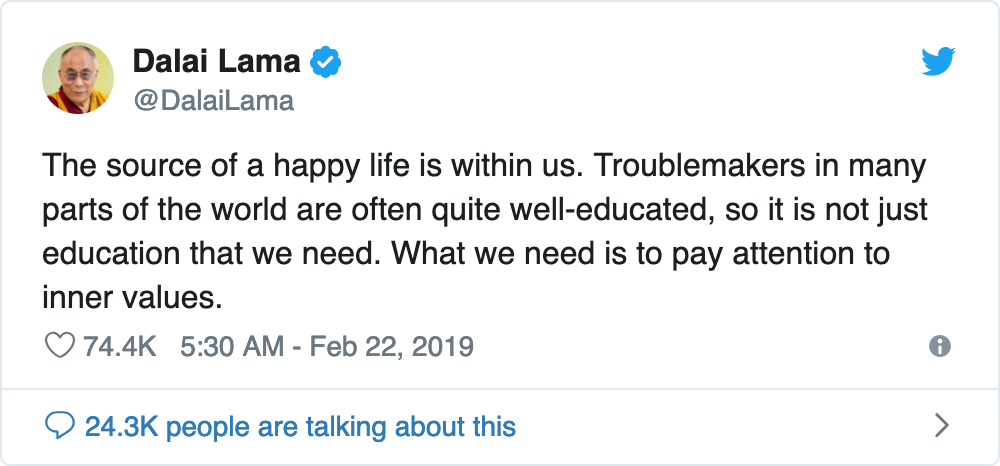 Dalai Lama
@DalaiLama
The source of a happy life is within us. Troublemakers in many
parts of the world are often quite well-educated, so it is not just
education that we need. What we need is to pay attention to
inner values.
74.4K 5:30 AM - Feb 22, 2019
24.3K people are talking about this